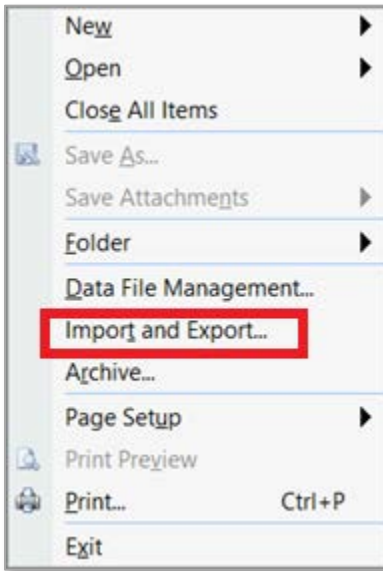 New
Open
Close All Items
Save As...
Save Attachments
Folder
Data File Management...
Import and Export...
Archive...
Page Setup
Print Preview
Print... Ctrl+P
Exit